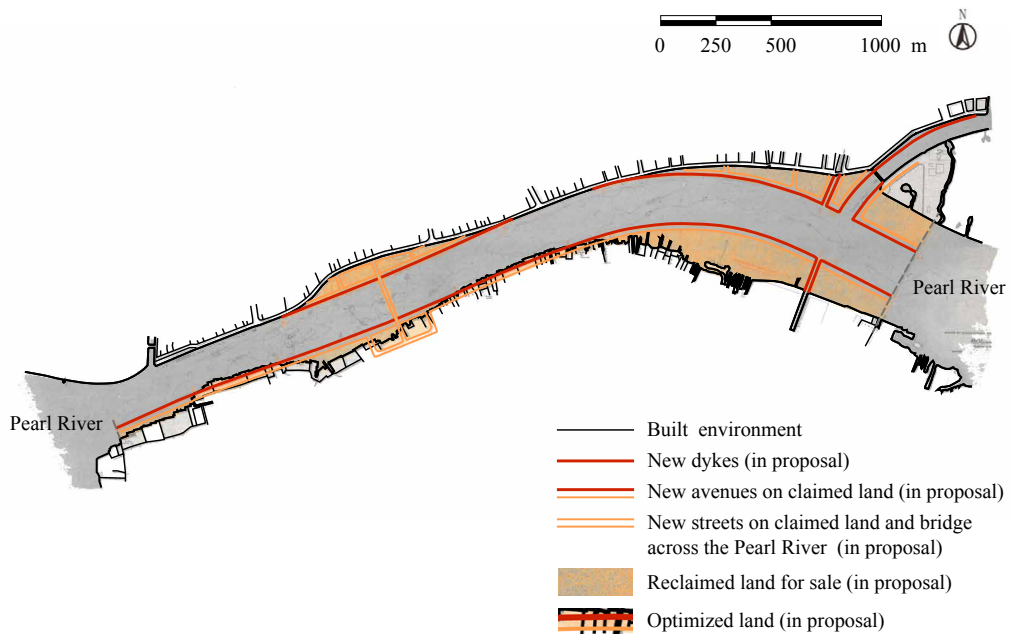 N
0 250 500 1000 m
Pearl River
Pearl River
Built environment
New dykes (in proposal)
New avenues on claimed land (in proposal)
New streets on claimed land and bridge
across the Pearl River (in proposal)
Reclaimed land for sale (in proposal)
Optimized land (in proposal)